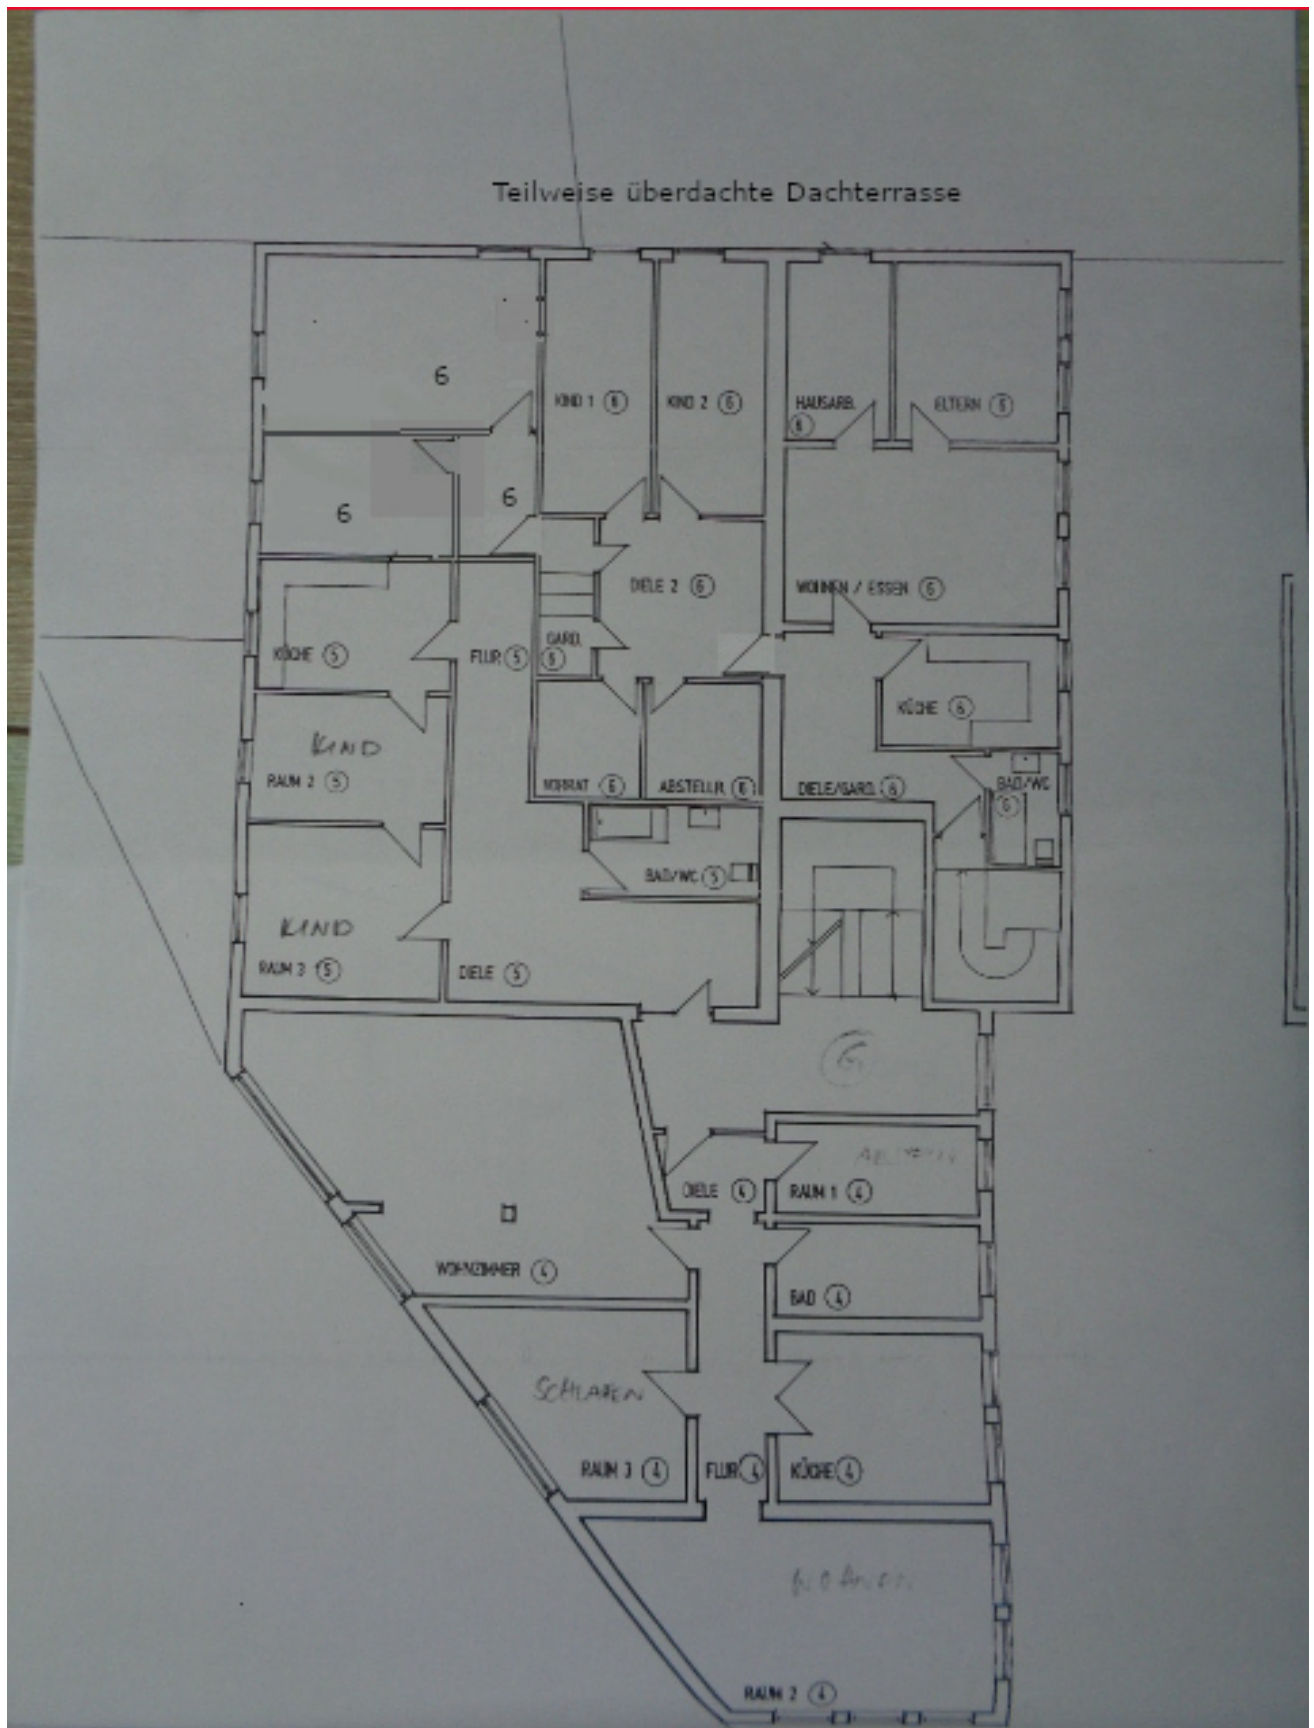 Teilweise überdachte Dachterrasse
6
KIND 1 6
KIND 2 6
HAUSARB.
6
ELTERN 6
6
6
WOHNEN / ESSEN 6
DIELE 2 6
KÜCHE 5
FLUR 5
GARD.
6
KÜCHE 6
KIND
RAUM 2 5
VORRAT 6
ABSTELLR. 6
DIELE/GARD. 6
BAD/WC
6
BAD/WC 5
KIND
RAUM 3 5
DIELE 5
G
DIELE 4
RAUM 1 4
WOHNZIMMER 4
BAD 4
SCHLAFEN
RAUM 3 4
FLUR 4
KÜCHE 4
RAUM 2 4